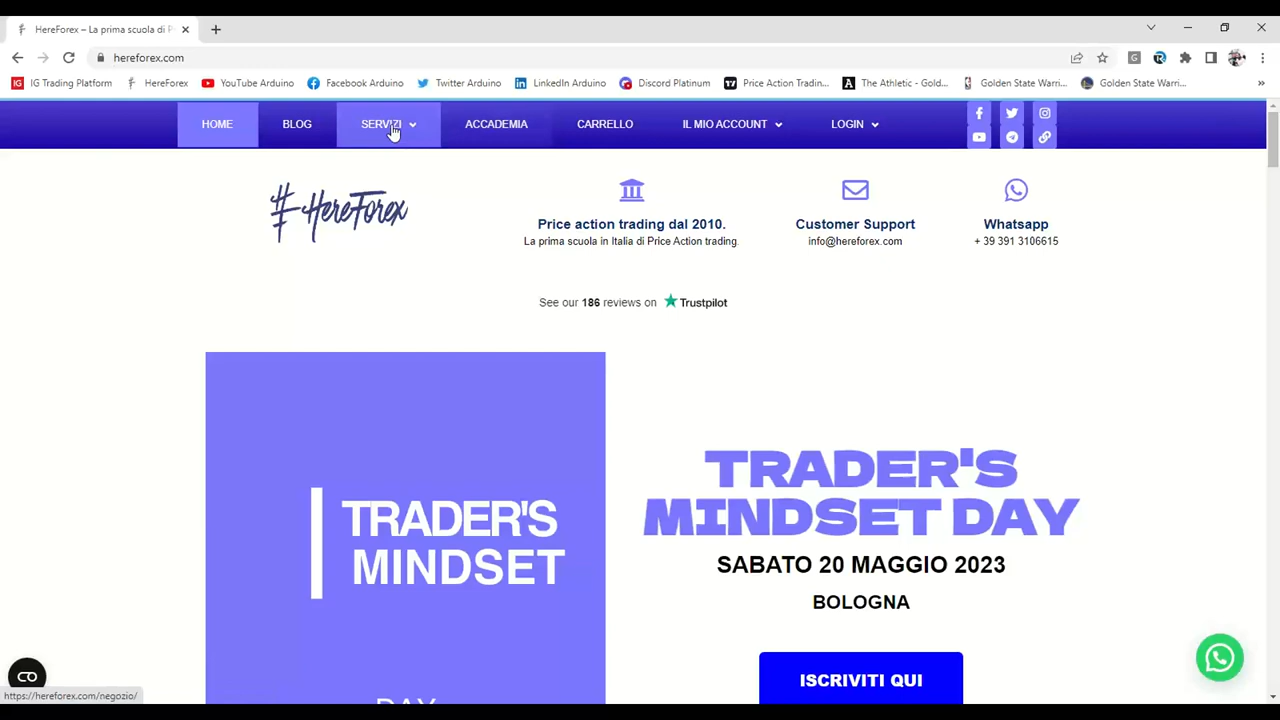 HereForex – La prima scuola di P
hereforex.com
IG Trading Platform
HereForex
YouTube Arduino
Facebook Arduino
Twitter Arduino
LinkedIn Arduino
Discord Platinum
Price Action Tradin...
The Athletic - Gold...
Golden State Warri...
Golden State Warri...
HOME
BLOG
SERVIZI
ACCADEMIA
CARRELLO
IL MIO ACCOUNT
LOGIN
#HereForex
Price action trading dal 2010.
La prima scuola in Italia di Price Action trading.
Customer Support
info@hereforex.com
Whatsapp
+ 39 391 3106615
See our 186 reviews on Trustpilot
TRADER'S
MINDSET
DAY
TRADER'S
MINDSET DAY
SABATO 20 MAGGIO 2023
BOLOGNA
ISCRIVITI QUI
https://hereforex.com/negozio/